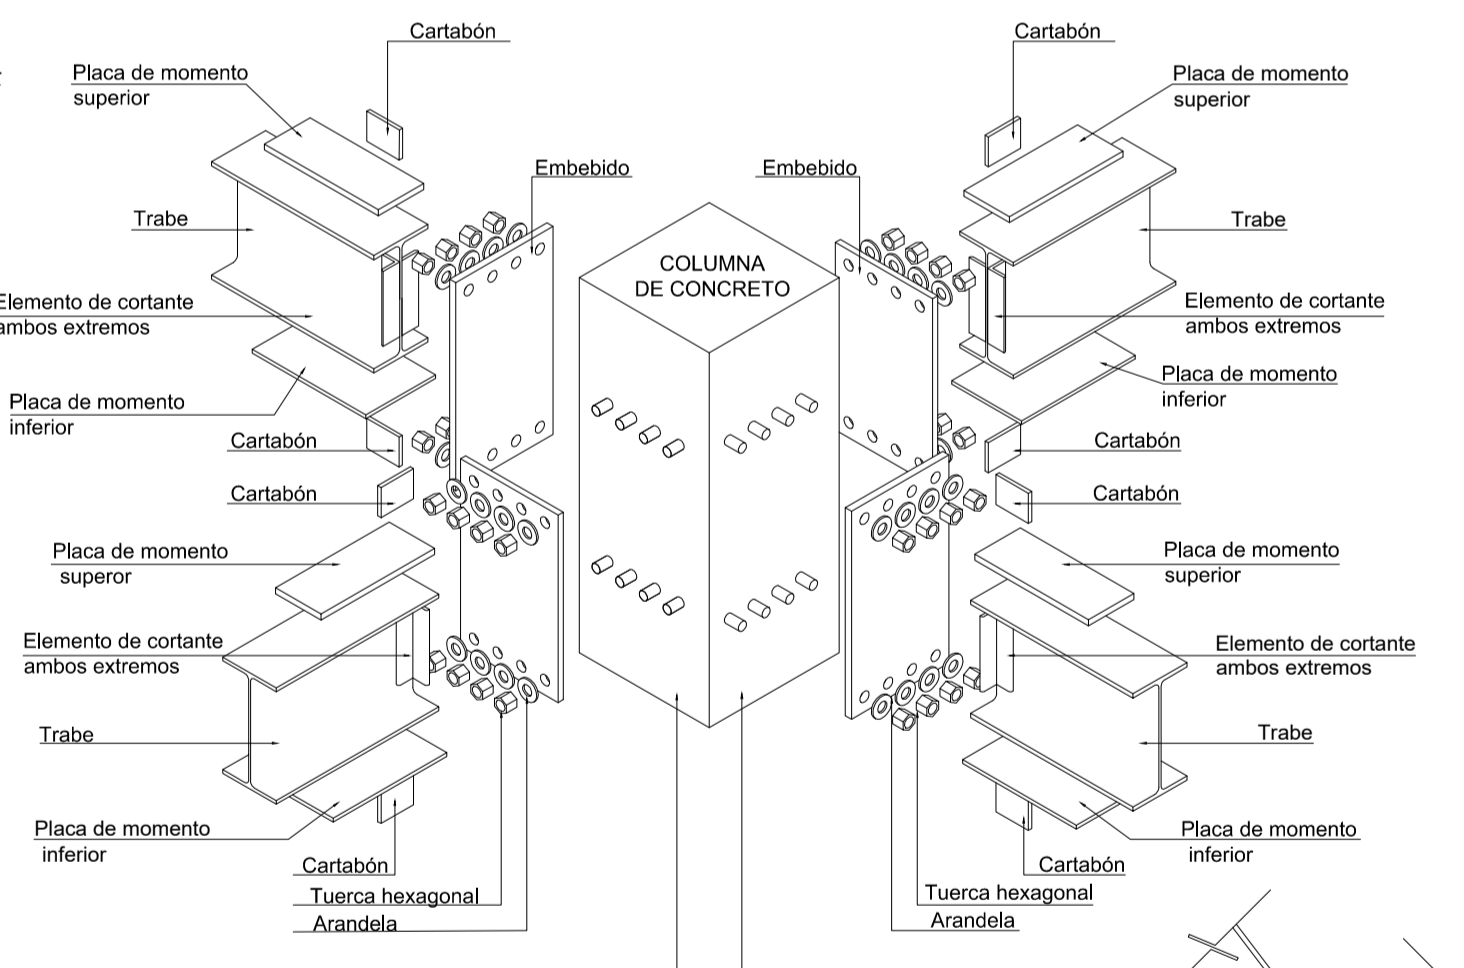 Cartabón
Cartabón
Placa de momento
superior
Placa de momento
superior
Embebido
Embebido
Trabe
Trabe
COLUMNA
DE CONCRETO
Elemento de cortante
ambos extremos
Elemento de cortante
ambos extremos
Placa de momento
inferior
Placa de momento
inferior
Cartabón
Cartabón
Cartabón
Cartabón
Placa de momento
superor
Placa de momento
superior
Elemento de cortante
ambos extremos
Elemento de cortante
ambos extremos
Trabe
Trabe
Placa de momento
inferior
Placa de momento
inferior
Cartabón
Cartabón
Tuerca hexagonal
Arandela
Tuerca hexagonal
Arandela